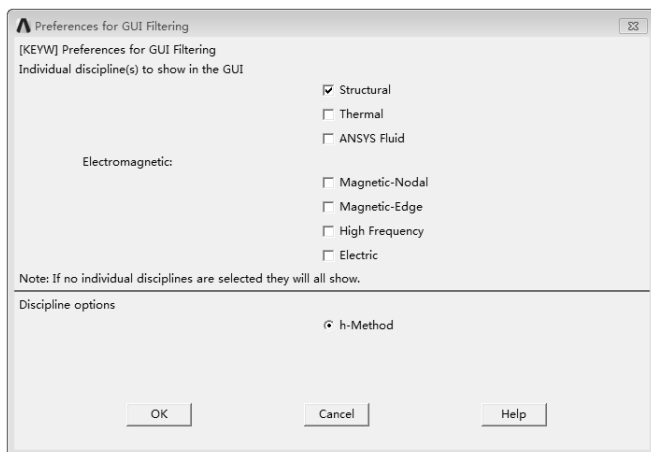 Preferences for GUI Filtering
[KEYW] Preferences for GUI Filtering
Individual discipline(s) to show in the GUI
Structural
Thermal
ANSYS Fluid
Electromagnetic:
Magnetic-Nodal
Magnetic-Edge
High Frequency
Electric
Note: If no individual disciplines are selected they will all show.
Discipline options
h-Method
OK Cancel Help